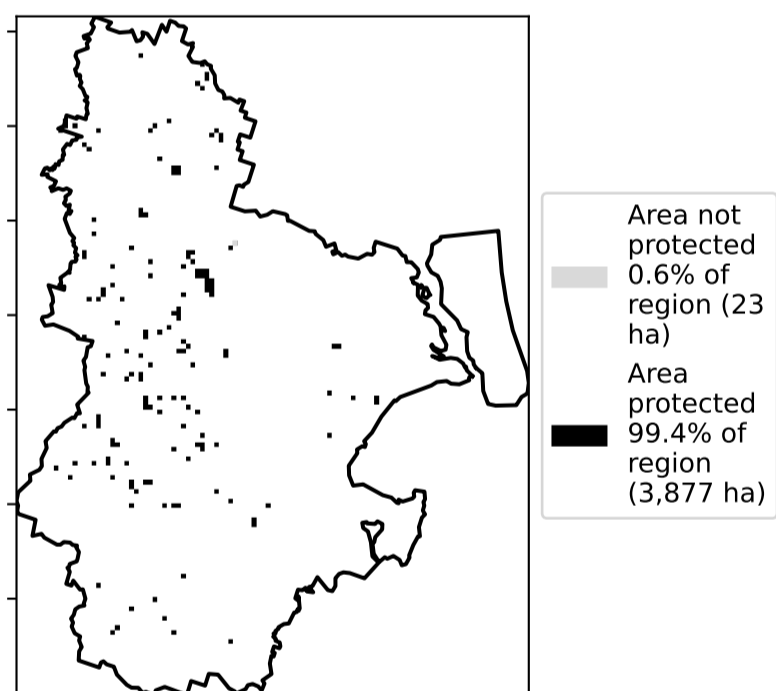 Area not
protected
0.6% of
region (23
ha)
Area
protected
99.4% of
region
(3,877 ha)